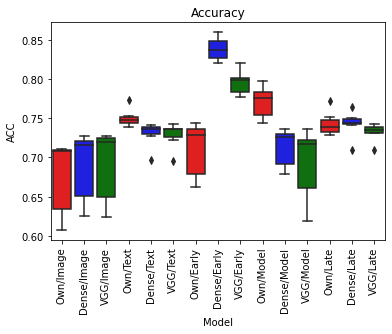 Accuracy
ACC
0.85
0.80
0.75
0.70
0.65
0.60
Own/Image
Dense/Image
VGG/Image
Own/Text
Dense/Text
VGG/Text
Own/Early
Dense/Early
VGG/Early
Own/Model
Dense/Model
VGG/Model
Own/Late
Dense/Late
VGG/Late
Model